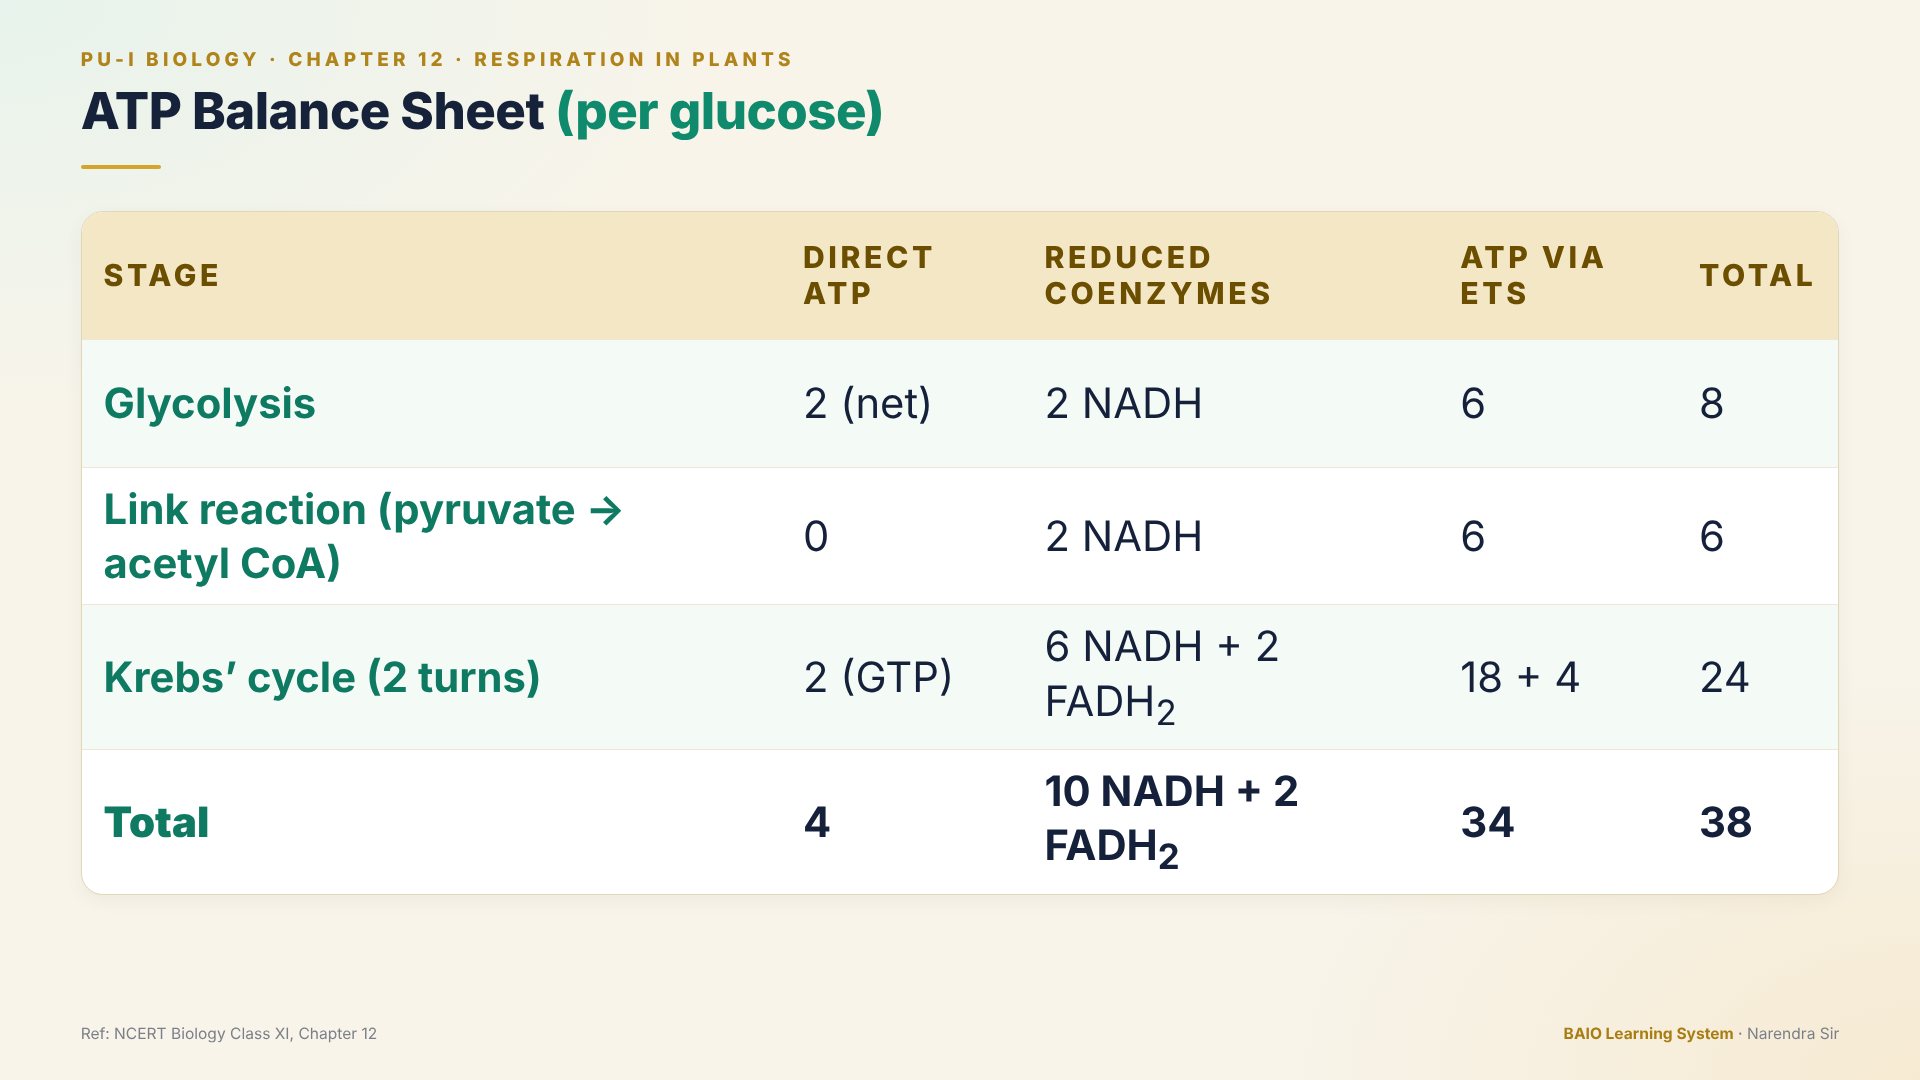 PU-I BIOLOGY · CHAPTER 12 · RESPIRATION IN PLANTS
ATP Balance Sheet (per glucose)
STAGE
DIRECT
ATP
REDUCED
COENZYMES
ATP VIA
ETS
TOTAL
Glycolysis
2 (net)
2 NADH
6
8
Link reaction (pyruvate →
acetyl CoA)
0
2 NADH
6
6
Krebs’ cycle (2 turns)
2 (GTP)
6 NADH + 2
FADH₂
18 + 4
24
Total
4
10 NADH + 2
FADH₂
34
38
Ref: NCERT Biology Class XI, Chapter 12
BAIO Learning System · Narendra Sir